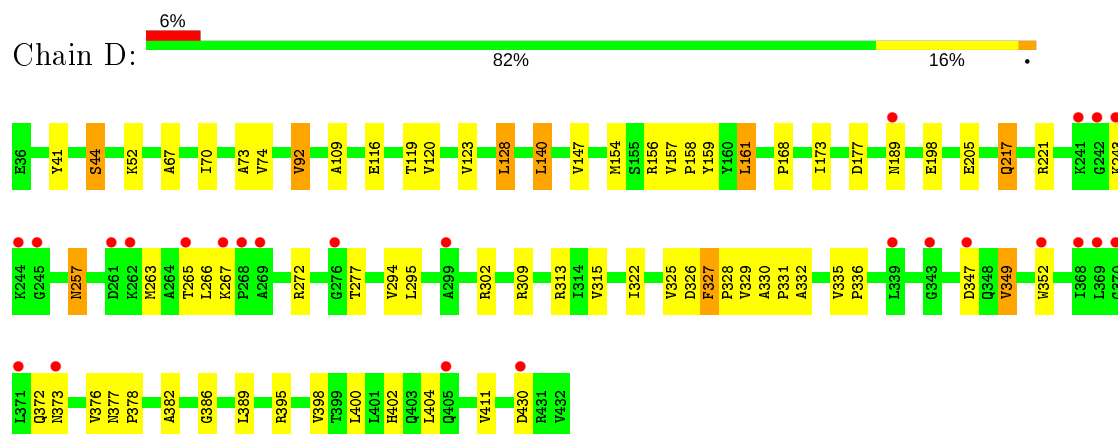 6%
Chain D:
82% 16% •
E36 Y41 S44 K52 A67 I70 A73 V74 V92 A109 E116 T119 V120 V123 L128 L140 V147 M154 S155 R156 V157 P158 Y159 Y160 L161 P168 I173 D177 N189 E198 E205 Q217 R221 K241 G242 K243
K244 G245 N257 D261 K262 M263 A264 T265 L266 K267 P268 A269 R272 G276 T277 V294 L295 A299 R302 R309 R313 I314 V315 I322 V325 D326 F327 P328 V329 A330 P331 A332 V335 P336 L339 G343 D347 Q348 V349 W352 I368 L369 G370
L371 Q372 N373 V376 N377 P378 A382 G386 L389 R395 V398 T399 L400 L401 H402 Q403 L404 Q405 V411 D430 R431 V432